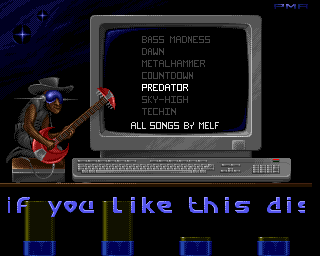 BASS MADNESS
DAWN
METALHAMMER
COUNTDOWN
PREDATOR
SKY-HIGH
TECHIN
ALL SONGS BY MELF
if you like this dis